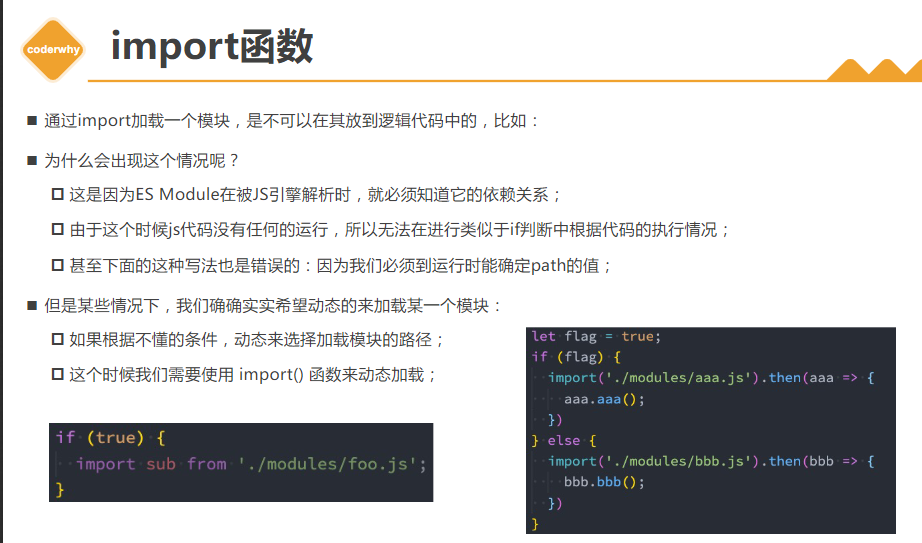 coderwhy
import函数
通过import加载一个模块，是不可以在其放到逻辑代码中的，比如：
为什么会出现这个情况呢？
这是因为ES Module在被JS引擎解析时，就必须知道它的依赖关系；
由于这个时候js代码没有任何的运行，所以无法在进行类似于if判断中根据代码的执行情况；
甚至下面的这种写法也是错误的：因为我们必须到运行时能确定path的值；
但是某些情况下，我们确确实实希望动态的来加载某一个模块：
如果根据不懂的条件，动态来选择加载模块的路径；
这个时候我们需要使用 import() 函数来动态加载；
if (true) {
import sub from './modules/foo.js';
}
let flag = true;
if (flag) {
import('./modules/aaa.js').then(aaa => {
aaa.aaa();
})
} else {
import('./modules/bbb.js').then(bbb => {
bbb.bbb();
})
}